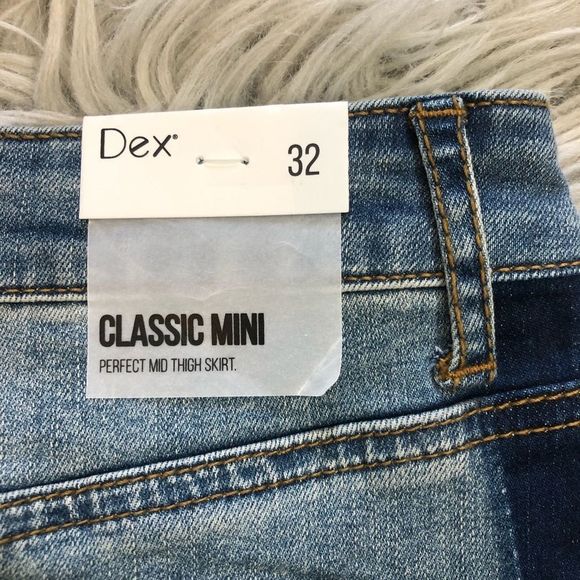 Dex®
32
CLASSIC MINI
PERFECT MID THIGH SKIRT.